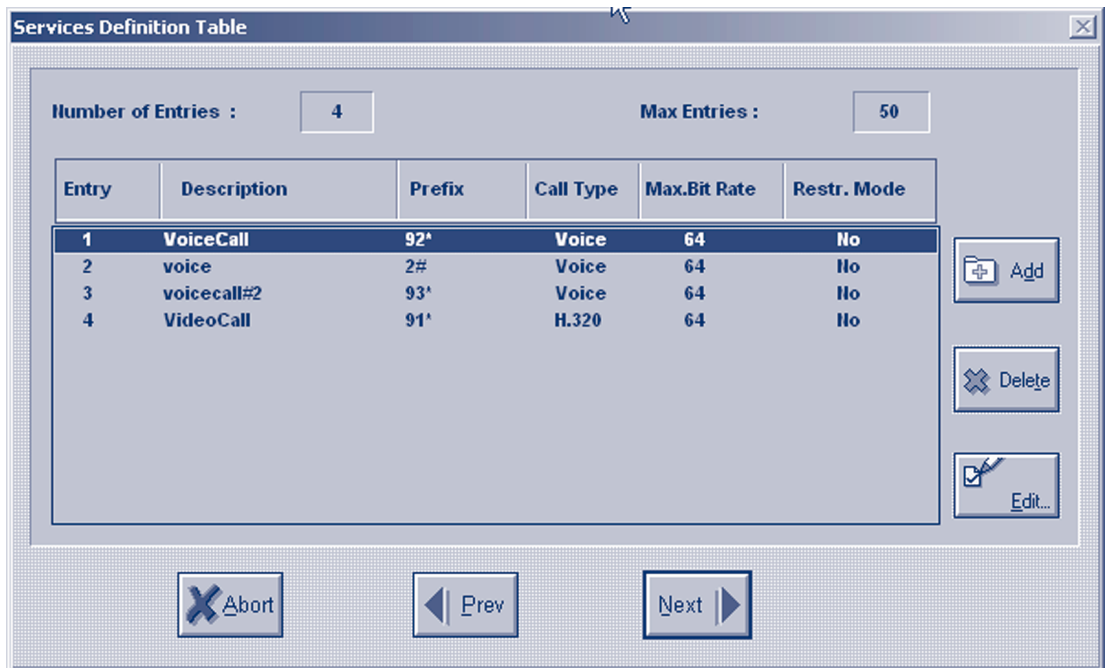 Services Definition Table
Number of Entries : 4 Max Entries : 50
Entry Description Prefix Call Type Max.Bit Rate Restr. Mode
1 VoiceCall 92* Voice 64 No
2 voice 2# Voice 64 No
3 voicecall#2 93* Voice 64 No
4 VideoCall 91* H.320 64 No
Add
Delete
Edit...
Abort Prev Next